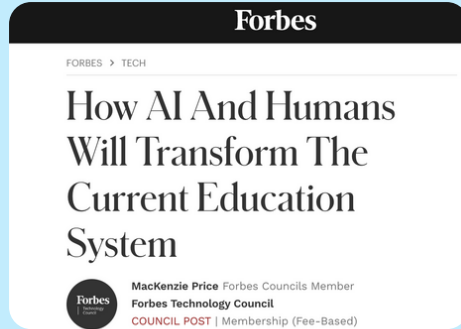 Forbes
FORBES > TECH
How AI And Humans
Will Transform The
Current Education
System
Forbes
Technology
Council
MacKenzie Price Forbes Councils Member
Forbes Technology Council
COUNCIL POST | Membership (Fee-Based)